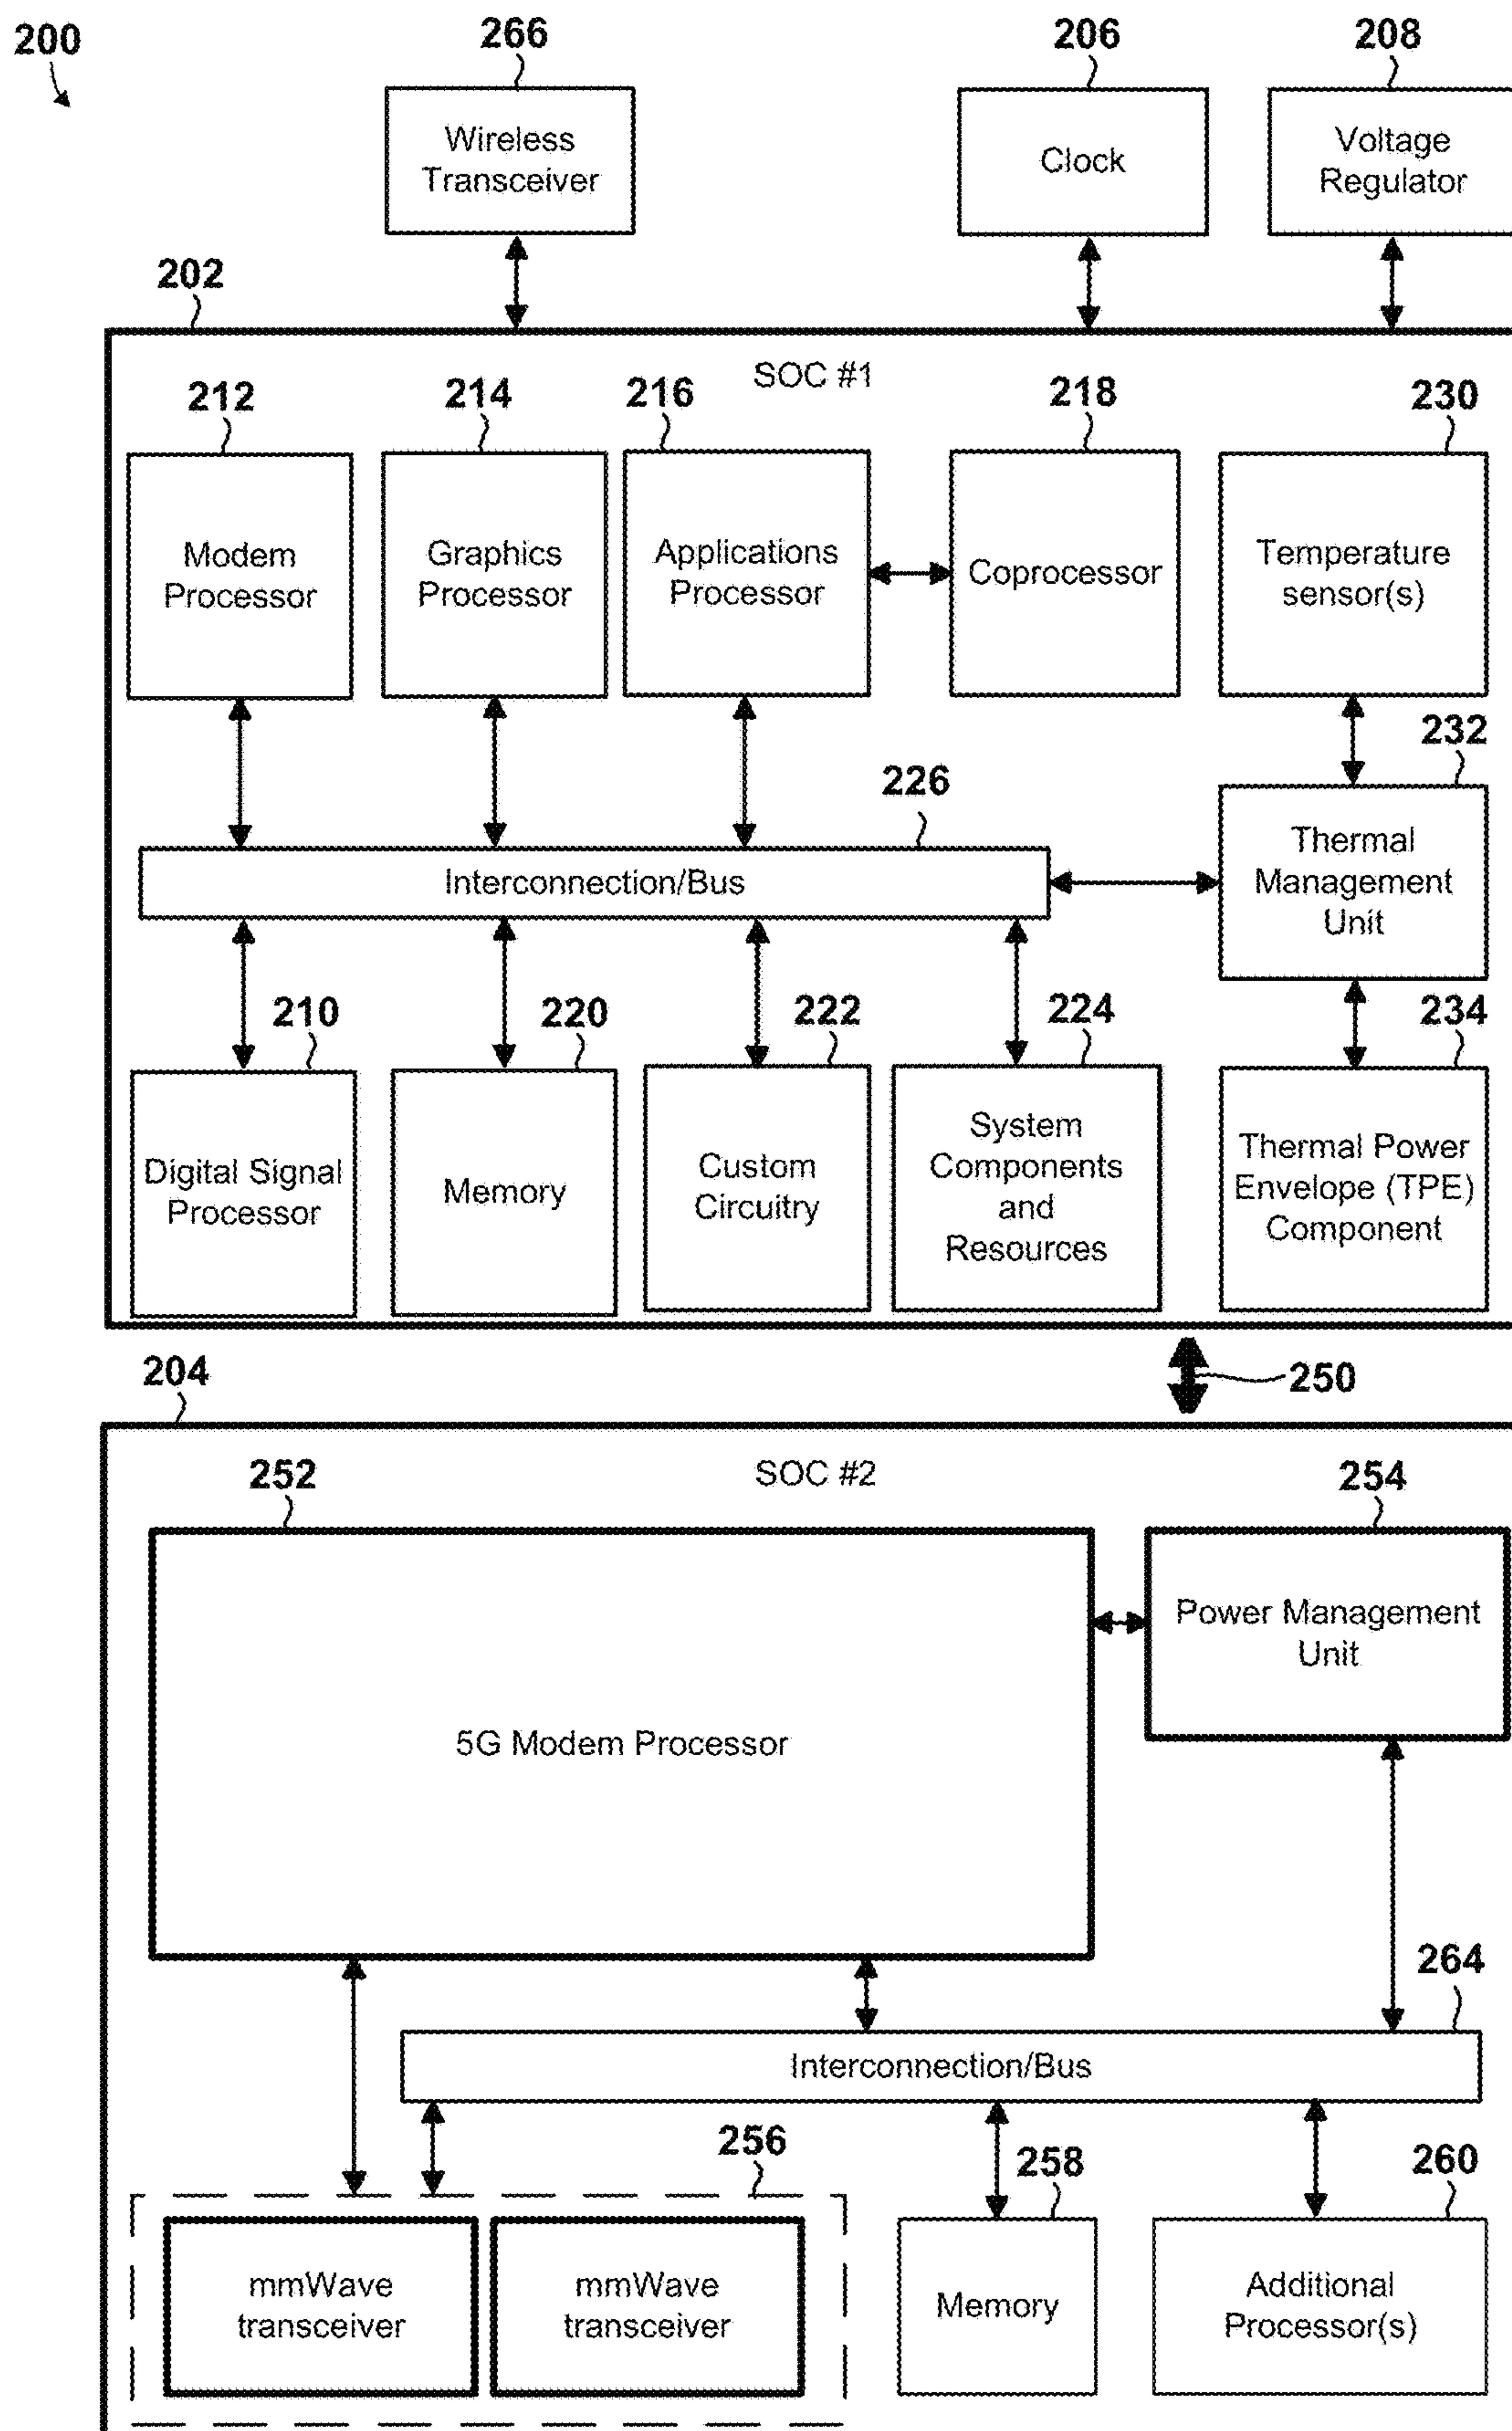 200
266
206
208
Wireless
Transceiver
Clock
Voltage
Regulator
202
SOC #1
212
214
216
218
230
Modem
Processor
Graphics
Processor
Applications
Processor
Coprocessor
Temperature
sensor(s)
232
226
Interconnection/Bus
Thermal
Management
Unit
210
220
222
224
234
Digital Signal
Processor
Memory
Custom
Circuitry
System
Components
and
Resources
Thermal Power
Envelope (TPE)
Component
204
250
SOC #2
252
254
5G Modem Processor
Power Management
Unit
264
Interconnection/Bus
256
258
260
mmWave
transceiver
mmWave
transceiver
Memory
Additional
Processor(s)